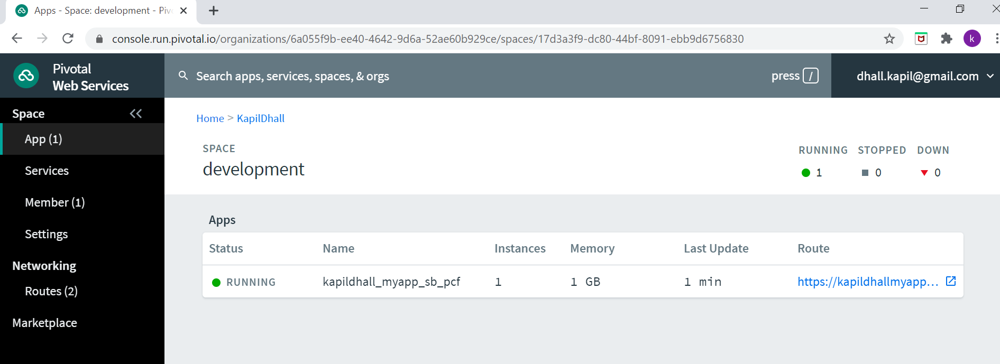 Apps - Space: development - Piv
console.run.pivotal.io/organizations/6a055f9b-ee40-4642-9d6a-52ae60b929ce/spaces/17d3a3f9-dc80-44bf-8091-ebb9d6756830
k
Pivotal
Web Services
Search apps, services, spaces, & orgs
press /
dhall.kapil@gmail.com
Space
App (1)
Services
Member (1)
Settings
Networking
Routes (2)
Marketplace
Home > KapilDhall
SPACE
development
RUNNING STOPPED DOWN
1 0 0
Apps
Status Name Instances Memory Last Update Route
RUNNING kapildhall_myapp_sb_pcf 1 1 GB 1 min https://kapildhallmyapp...